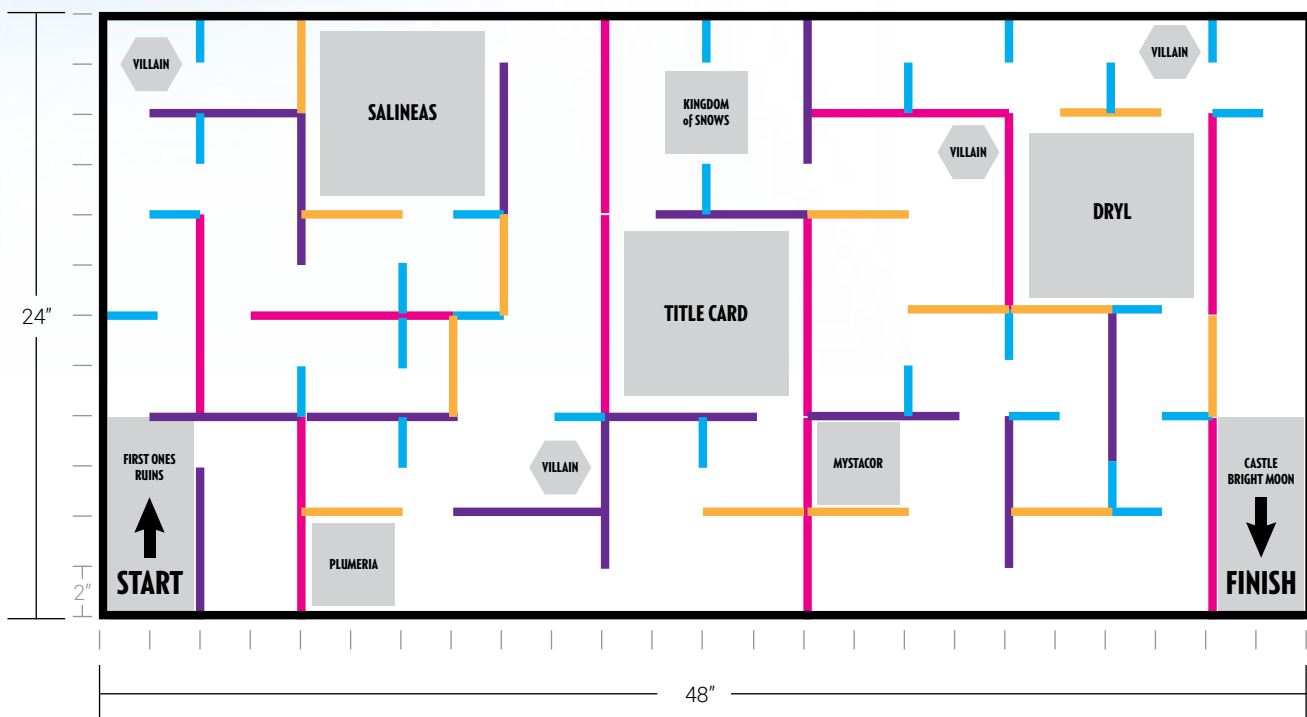 VILLAIN
VILLAIN
SALINEAS
KINGDOM
of SNOWS
VILLAIN
DRYL
24”
TITLE CARD
FIRST ONES
RUINS
START
2”
PLUMERIA
VILLAIN
MYSTACOR
CASTLE
BRIGHT MOON
FINISH
48”